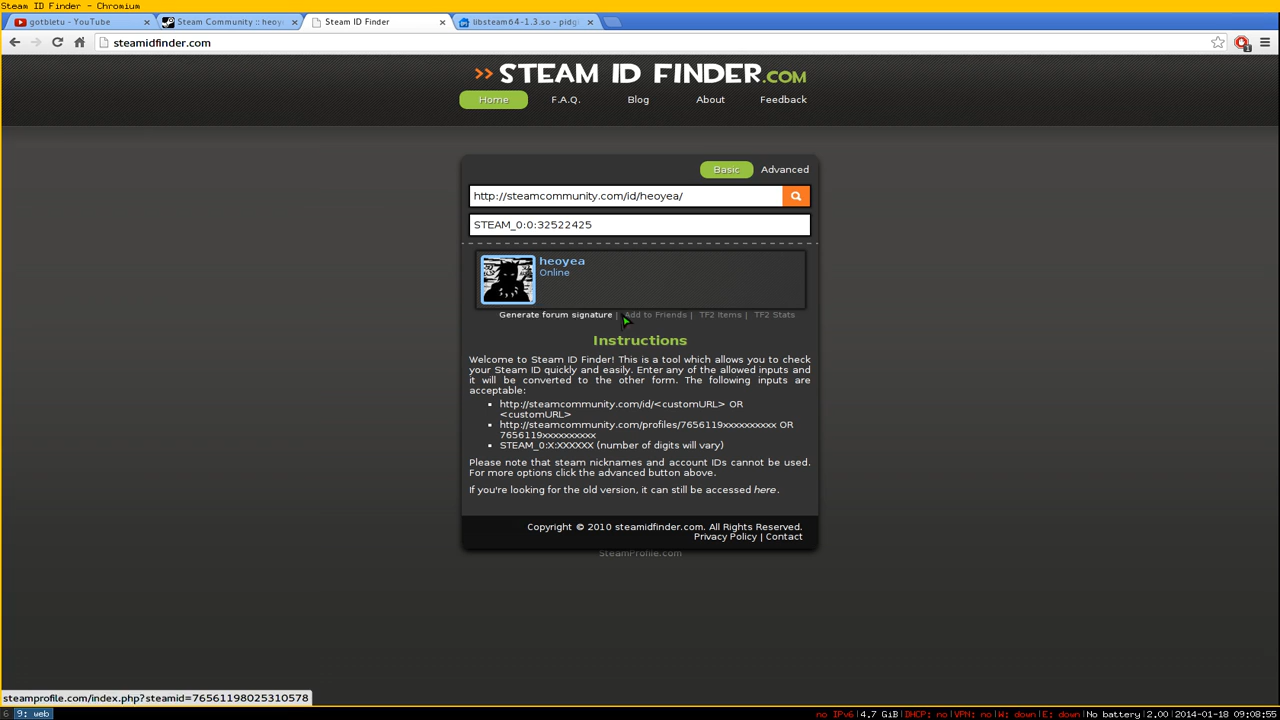 Steam ID Finder - Chromium
gotbletu - YouTube
Steam Community :: heoy
Steam ID Finder
libsteam64-1.3.so - pidg
steamidfinder.com
>> STEAM ID FINDER.COM
Home F.A.Q. Blog About Feedback
Basic Advanced
http://steamcommunity.com/id/heoyea/
STEAM_0:0:32522425
heoyea
Online
Generate forum signature | Add to Friends | TF2 Items | TF2 Stats
Instructions
Welcome to Steam ID Finder! This is a tool which allows you to check
your Steam ID quickly and easily. Enter any of the allowed inputs and
it will be converted to the other form. The following inputs are
acceptable:
http://steamcommunity.com/id/<customURL> OR
<customURL>
http://steamcommunity.com/profiles/7656119xxxxxxxxxx OR
7656119xxxxxxxxxx
STEAM_0:X:XXXXXX (number of digits will vary)
Please note that steam nicknames and account IDs cannot be used.
For more options click the advanced button above.
If you're looking for the old version, it can still be accessed here.
Copyright © 2010 steamidfinder.com. All Rights Reserved.
Privacy Policy | Contact
SteamProfile.com
steamprofile.com/index.php?steamid=76561198025310578
6 9: web no IPv6|4.7 GiB|DHCP: no|VPN: no|W: down|E: down|No battery|2.00|2014-01-18 09:08:55